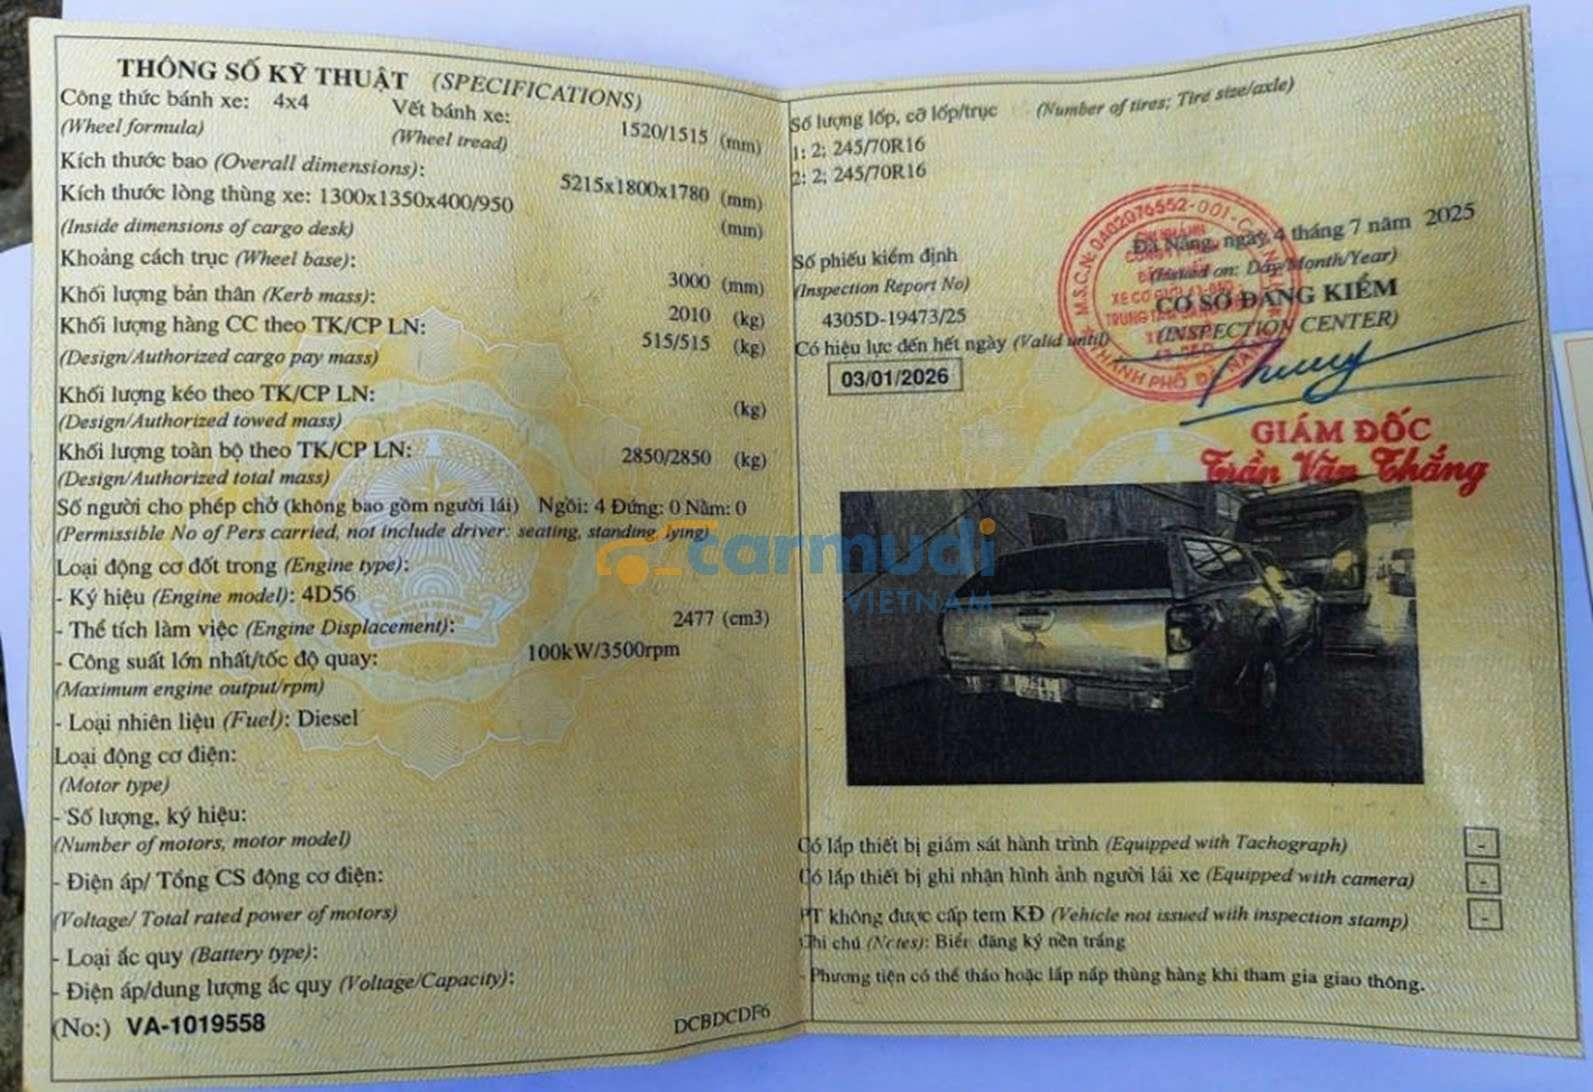 THÔNG SỐ KỸ THUẬT (SPECIFICATIONS)
Công thức bánh xe: 4x4 Vết bánh xe: 1520/1515 (mm)
(Wheel formula) (Wheel tread)
Kích thước bao (Overall dimensions): 5215x1800x1780 (mm)
Kích thước lòng thùng xe: 1300x1350x400/950 (mm)
(Inside dimensions of cargo desk)
Khoảng cách trục (Wheel base): 3000 (mm)
Khối lượng bản thân (Kerb mass): 2010 (kg)
Khối lượng hàng CC theo TK/CP LN: 515/515 (kg)
(Design/Authorized cargo pay mass)
Khối lượng kéo theo TK/CP LN: (kg)
(Design/Authorized towed mass)
Khối lượng toàn bộ theo TK/CP LN: 2850/2850 (kg)
(Design/Authorized total mass)
Số người cho phép chở (không bao gồm người lái) Ngồi: 4 Đứng: 0 Nằm: 0
(Permissible No of Pers carried, not include driver: seating, standing, lying)
Loại động cơ đốt trong (Engine type):
- Ký hiệu (Engine model): 4D56
- Thể tích làm việc (Engine Displacement): 2477 (cm3)
- Công suất lớn nhất/tốc độ quay: 100kW/3500rpm
(Maximum engine output/rpm)
- Loại nhiên liệu (Fuel): Diesel
Loại động cơ điện:
(Motor type)
- Số lượng, ký hiệu:
(Number of motors, motor model)
- Điện áp/ Tổng CS động cơ điện:
(Voltage/ Total rated power of motors)
- Loại ắc quy (Battery type):
- Điện áp/dung lượng ắc quy (Voltage/Capacity):
(No:) VA-1019558
DCBDCDF6
Số lượng lốp, cỡ lốp/trục (Number of tires; Tire size/axle)
1: 2; 245/70R16
2: 2; 245/70R16
Đà Nẵng, ngày 4 tháng 7 năm 2025
(Issued on: Day/Month/Year)
CƠ SỞ ĐĂNG KIỂM
(INSPECTION CENTER)
Số phiếu kiểm định
(Inspection Report No)
4305D-19473/25
Có hiệu lực đến hết ngày (Valid until)
03/01/2026
M.S.C.N: 0402076552-001-C
THÀNH PHỐ ĐÀ NẴNG
GIÁM ĐỐC
Trần Văn Thắng
carmudi
VIETNAM
Có lắp thiết bị giám sát hành trình (Equipped with Tachograph) -
Có lắp thiết bị ghi nhận hình ảnh người lái xe (Equipped with camera) -
PT không được cấp tem KĐ (Vehicle not issued with inspection stamp) -
Ghi chú (Notes): Biển đăng ký nền trắng
- Phương tiện có thể tháo hoặc lắp nắp thùng hàng khi tham gia giao thông.